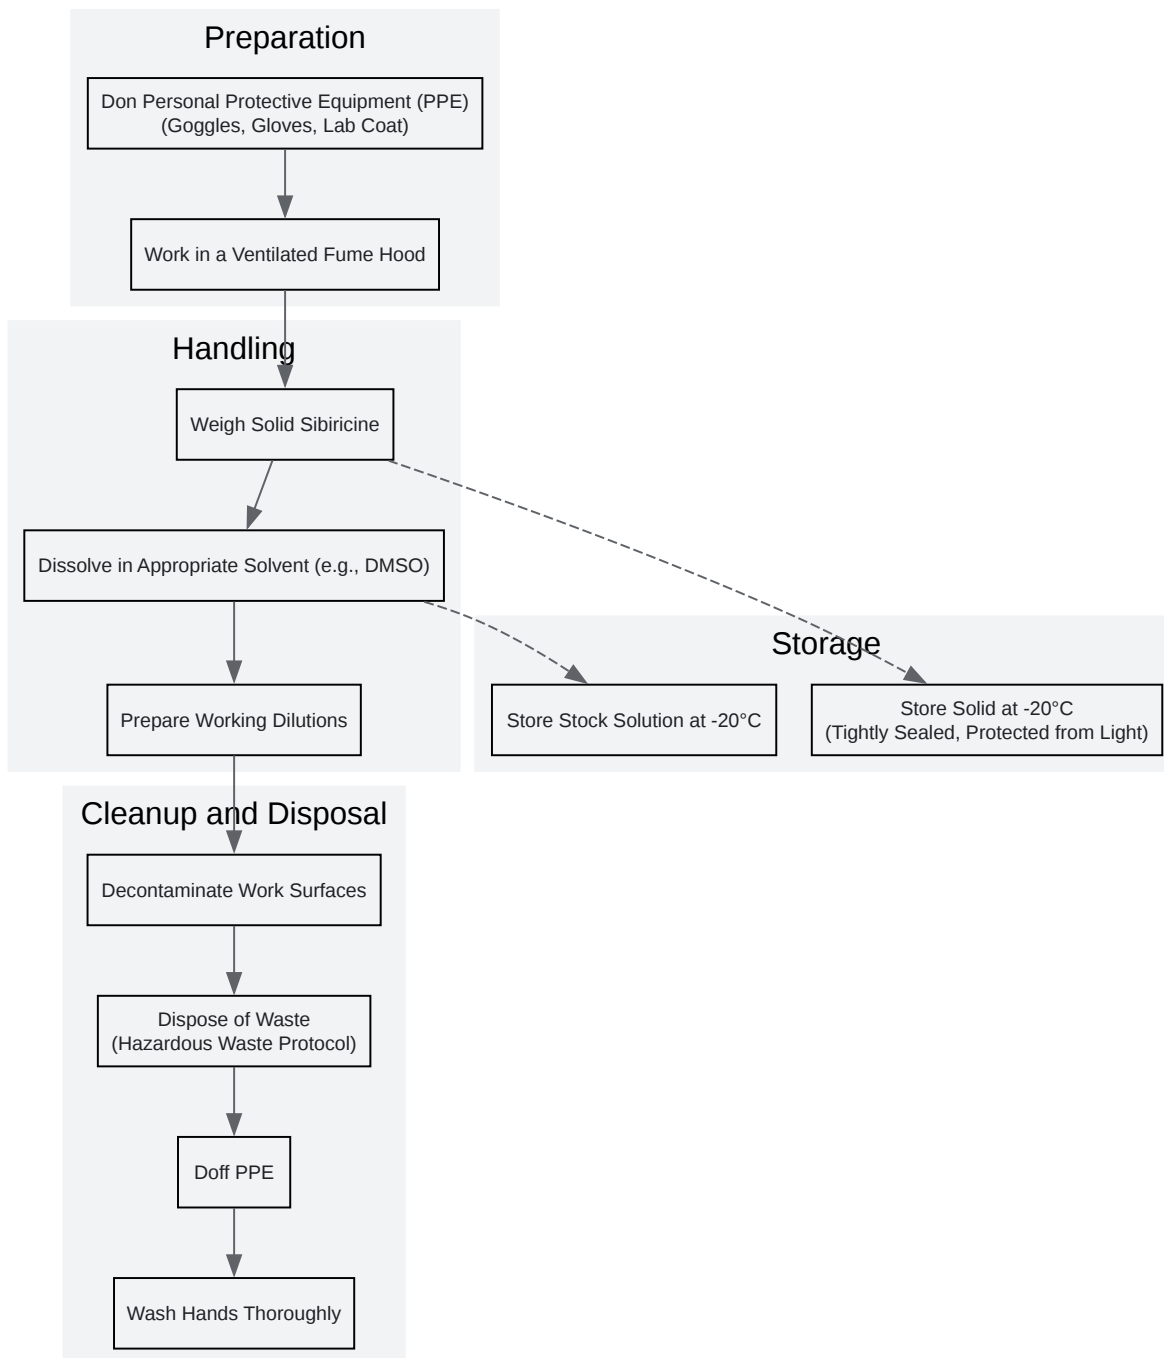 Preparation
Don Personal Protective Equipment (PPE)
(Goggles, Gloves, Lab Coat)
Work in a Ventilated Fume Hood
Handling
Weigh Solid Sibiricine
Dissolve in Appropriate Solvent (e.g., DMSO)
Prepare Working Dilutions
Storage
Store Stock Solution at -20°C
Store Solid at -20°C
(Tightly Sealed, Protected from Light)
Cleanup and Disposal
Decontaminate Work Surfaces
Dispose of Waste
(Hazardous Waste Protocol)
Doff PPE
Wash Hands Thoroughly